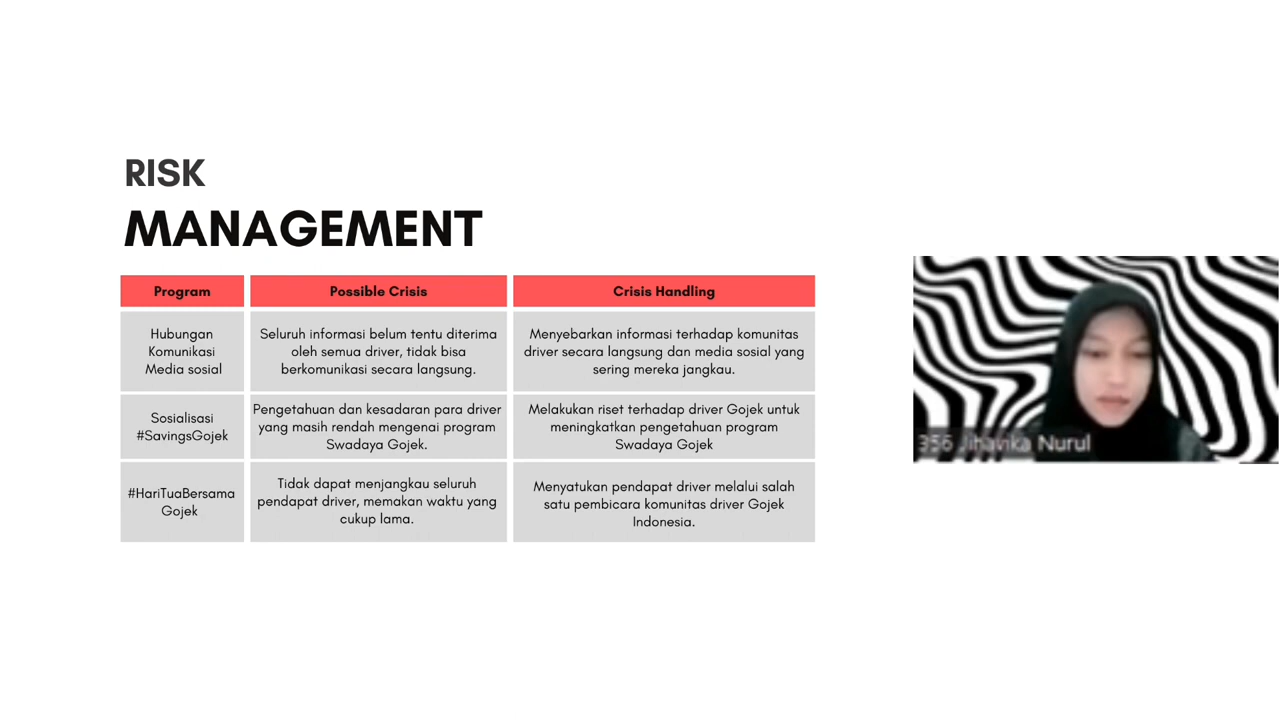 RISK
MANAGEMENT
Program
Possible Crisis
Crisis Handling
Hubungan
Komunikasi
Media sosial
Seluruh informasi belum tentu diterima
oleh semua driver, tidak bisa
berkomunikasi secara langsung.
Menyebarkan informasi terhadap komunitas
driver secara langsung dan media sosial yang
sering mereka jangkau.
Sosialisasi
#SavingsGojek
Pengetahuan dan kesadaran para driver
yang masih rendah mengenai program
Swadaya Gojek.
Melakukan riset terhadap driver Gojek untuk
meningkatkan pengetahuan program
Swadaya Gojek
#HariTuaBersama
Gojek
Tidak dapat menjangkau seluruh
pendapat driver, memakan waktu yang
cukup lama.
Menyatukan pendapat driver melalui salah
satu pembicara komunitas driver Gojek
Indonesia.
356 Jihavika Nurul